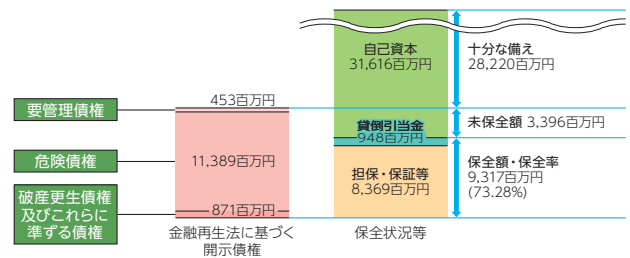 自己資本
31,616百万円
十分な備え
28,220百万円
要管理債権
453百万円
貸倒引当金
948百万円
未保全額 3,396百万円
危険債権
11,389百万円
担保・保証等
8,369百万円
保全額・保全率
9,317百万円
(73.28%)
破産更生債権
及びこれらに
準ずる債権
871百万円
金融再生法に基づく
開示債権
保全状況等